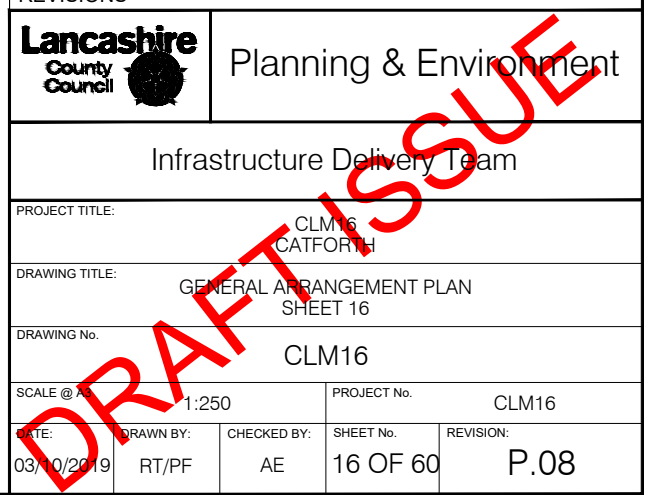 REVISIONS
Lancashire
County
Council
Planning & Environment
Infrastructure Delivery Team
PROJECT TITLE:
CLM16
CATFORTH
DRAWING TITLE:
GENERAL ARRANGEMENT PLAN
SHEET 16
DRAWING No.
CLM16
SCALE @ A3
1:250
PROJECT No.
CLM16
DATE:
03/10/2019
DRAWN BY:
RT/PF
CHECKED BY:
AE
SHEET No.
16 OF 60
REVISION:
P.08
DRAFT ISSUE